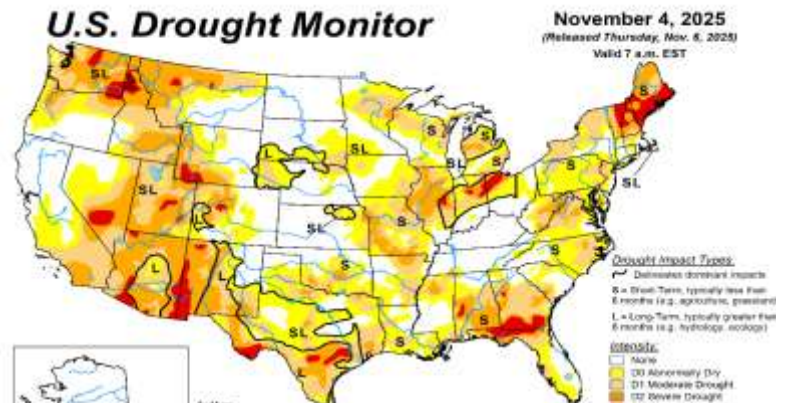 U.S. Drought Monitor
November 4, 2025
(Released Thursday, Nov. 6, 2025)
Valid 7 a.m. EST
SL
S
S
S
L
SL
SL
S
S
SL
SL
L
S
SL
L
L
S
S
SL
S
S
L
Drought Impact Types:
Delineates dominant impacts
S = Short-Term, typically less than
6 months (e.g. agriculture, grassland
L = Long-Term, typically greater than
6 months (e.g. hydrology, ecology)
Intensity:
None
D0 Abnormally Dry
D1 Moderate Drought
D2 Severe Drought